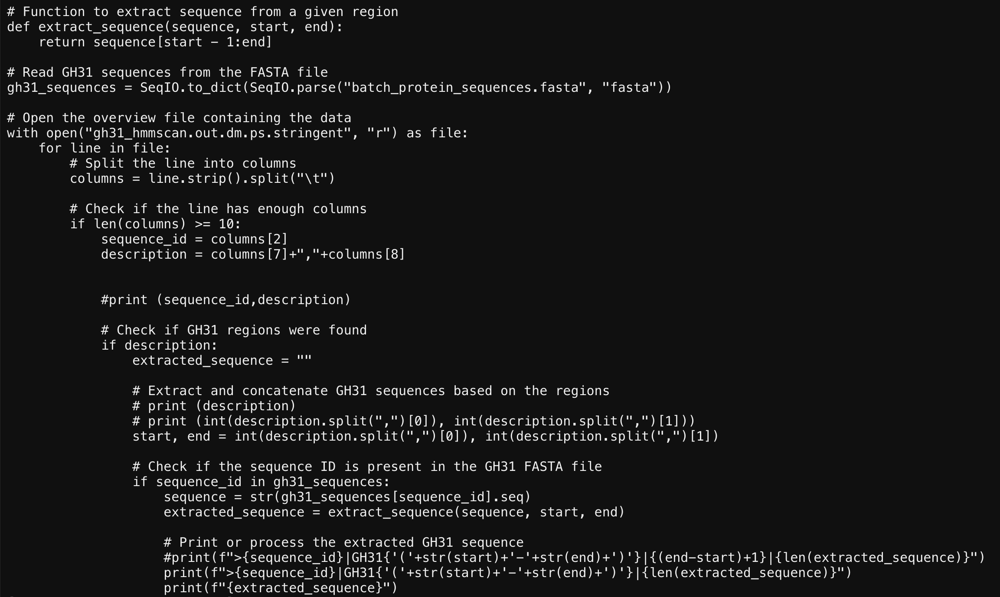 # Function to extract sequence from a given region
def extract_sequence(sequence, start, end):
    return sequence[start - 1:end]

# Read GH31 sequences from the FASTA file
gh31_sequences = SeqIO.to_dict(SeqIO.parse("batch_protein_sequences.fasta", "fasta"))

# Open the overview file containing the data
with open("gh31_hmmscan.out.dm.ps.stringent", "r") as file:
    for line in file:
        # Split the line into columns
        columns = line.strip().split("\t")

        # Check if the line has enough columns
        if len(columns) >= 10:
            sequence_id = columns[2]
            description = columns[7]+","+columns[8]


            #print (sequence_id,description)

            # Check if GH31 regions were found
            if description:
                extracted_sequence = ""

                # Extract and concatenate GH31 sequences based on the regions
                # print (description)
                # print (int(description.split(",")[0]), int(description.split(",")[1]))
                start, end = int(description.split(",")[0]), int(description.split(",")[1])

                # Check if the sequence ID is present in the GH31 FASTA file
                if sequence_id in gh31_sequences:
                    sequence = str(gh31_sequences[sequence_id].seq)
                    extracted_sequence = extract_sequence(sequence, start, end)

                    # Print or process the extracted GH31 sequence
                    #print(f">{sequence_id}|GH31{'('+str(start)+'-'+str(end)+')'}|{(end-start)+1}|{len(extracted_sequence)}")
                    print(f">{sequence_id}|GH31{'('+str(start)+'-'+str(end)+')'}|{len(extracted_sequence)}")
                    print(f"{extracted_sequence}")